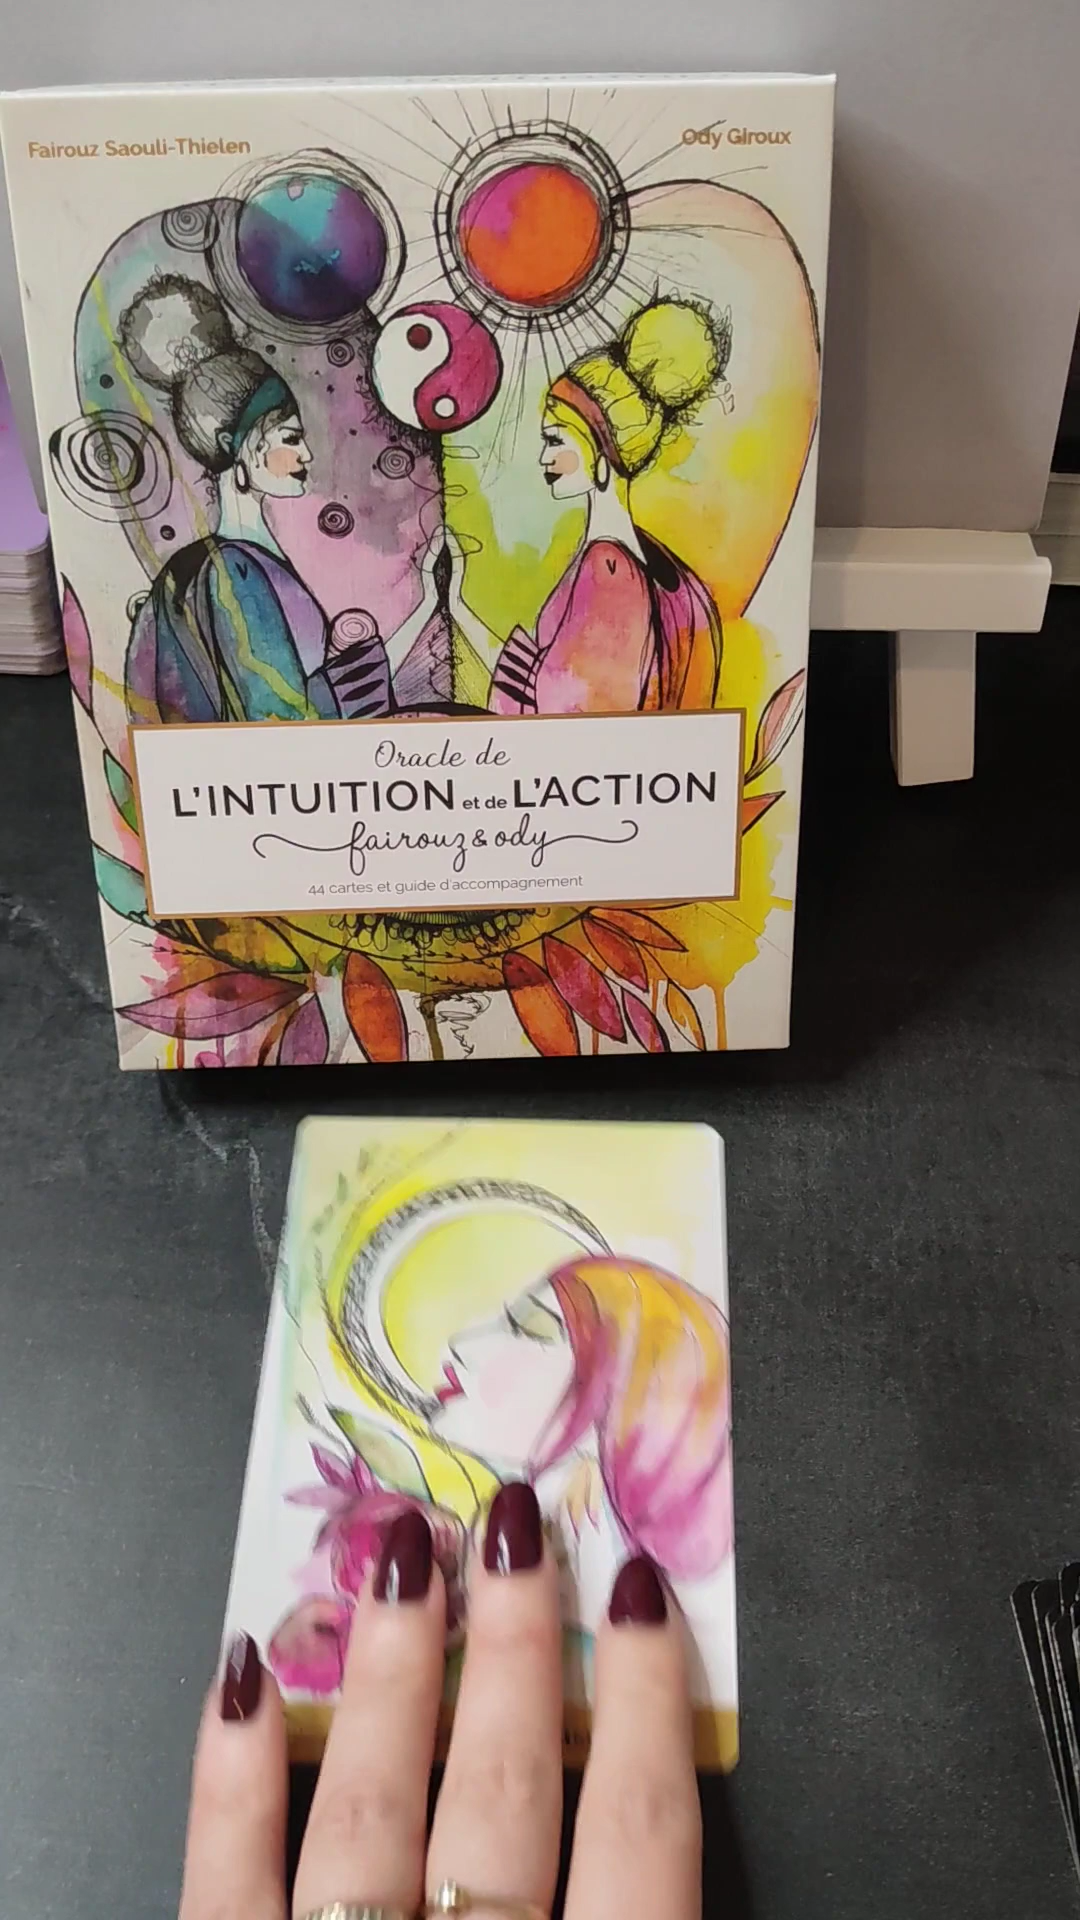 Fairouz Saouli-Thielen
Ody Giroux
Oracle de
L'INTUITION et de L'ACTION
fairouz & ody
44 cartes et guide d'accompagnement